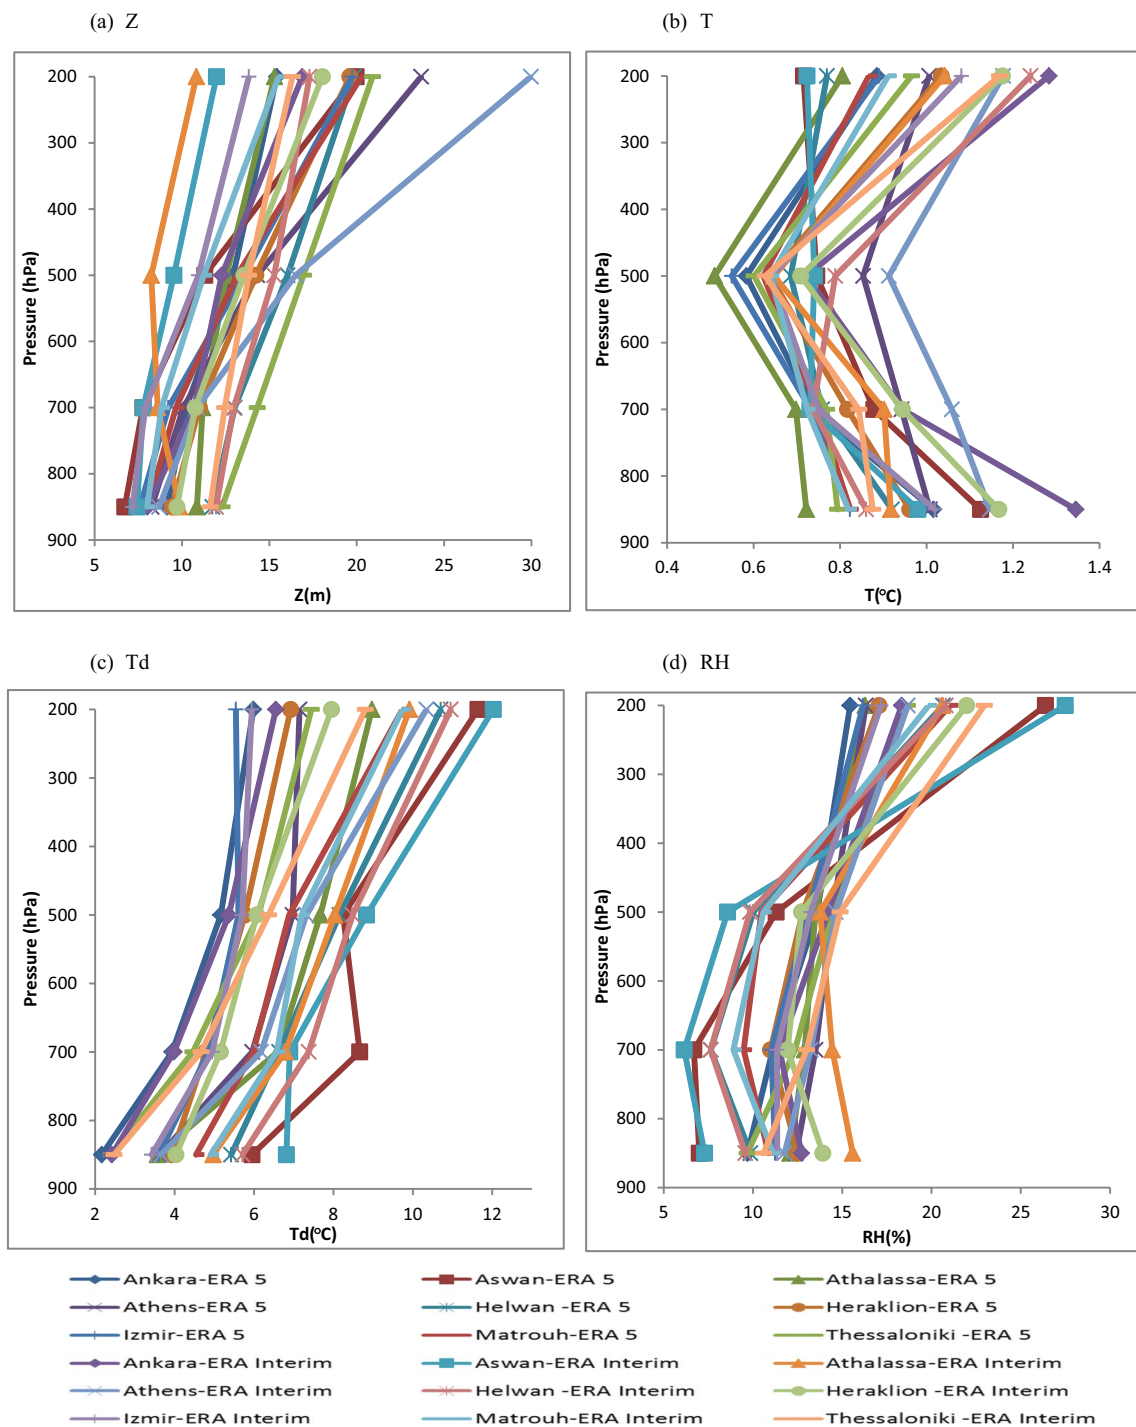 (a) Z
(b) T
200
300
400
500
600
700
800
900
Pressure (hPa)
5
10
15
20
25
30
Z(m)
200
300
400
500
600
700
800
900
Pressure (hPa)
0.4
0.6
0.8
1.0
1.2
1.4
T(°C)
(c) Td
(d) RH
200
300
400
500
600
700
800
900
Pressure (hPa)
2
4
6
8
10
12
Td(°C)
200
300
400
500
600
700
800
900
Pressure (hPa)
5
10
15
20
25
30
RH(%)
Ankara-ERA 5
Aswan-ERA 5
Athalassa-ERA 5
Athens-ERA 5
Helwan -ERA 5
Heraklion-ERA 5
Izmir-ERA 5
Matrouh-ERA 5
Thessaloniki -ERA 5
Ankara-ERA Interim
Aswan-ERA Interim
Athalassa-ERA Interim
Athens-ERA Interim
Helwan -ERA Interim
Heraklion -ERA Interim
Izmir-ERA Interim
Matrouh-ERA Interim
Thessaloniki-ERA Interim